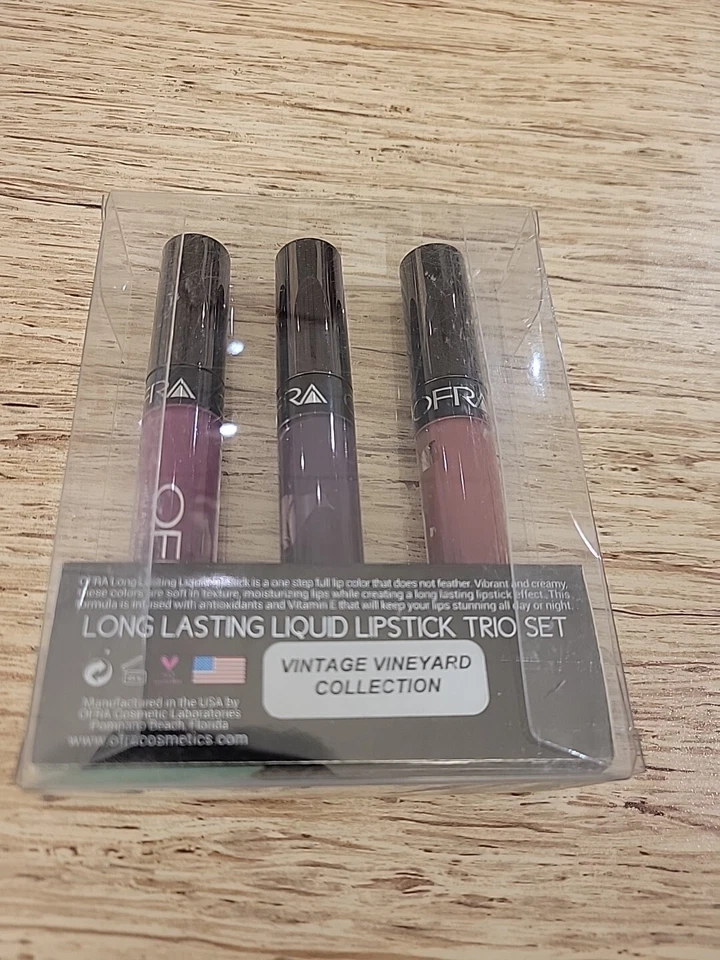 FRA
RA
OFRA
OF
OFRA Long Lasting Liquid Lipstick is a one step full lip color that does not feather. Vibrant and creamy,
these colors are soft in texture, moisturizing lips while creating a long lasting lipstick effect. This
formula is infused with antioxidants and Vitamin E that will keep your lips stunning all day or night.
LONG LASTING LIQUID LIPSTICK TRIO SET
VINTAGE VINEYARD
COLLECTION
Manufactured in the USA by
OFRA Cosmetic Laboratories
Pompano Beach, Florida
www.ofracosmetics.com